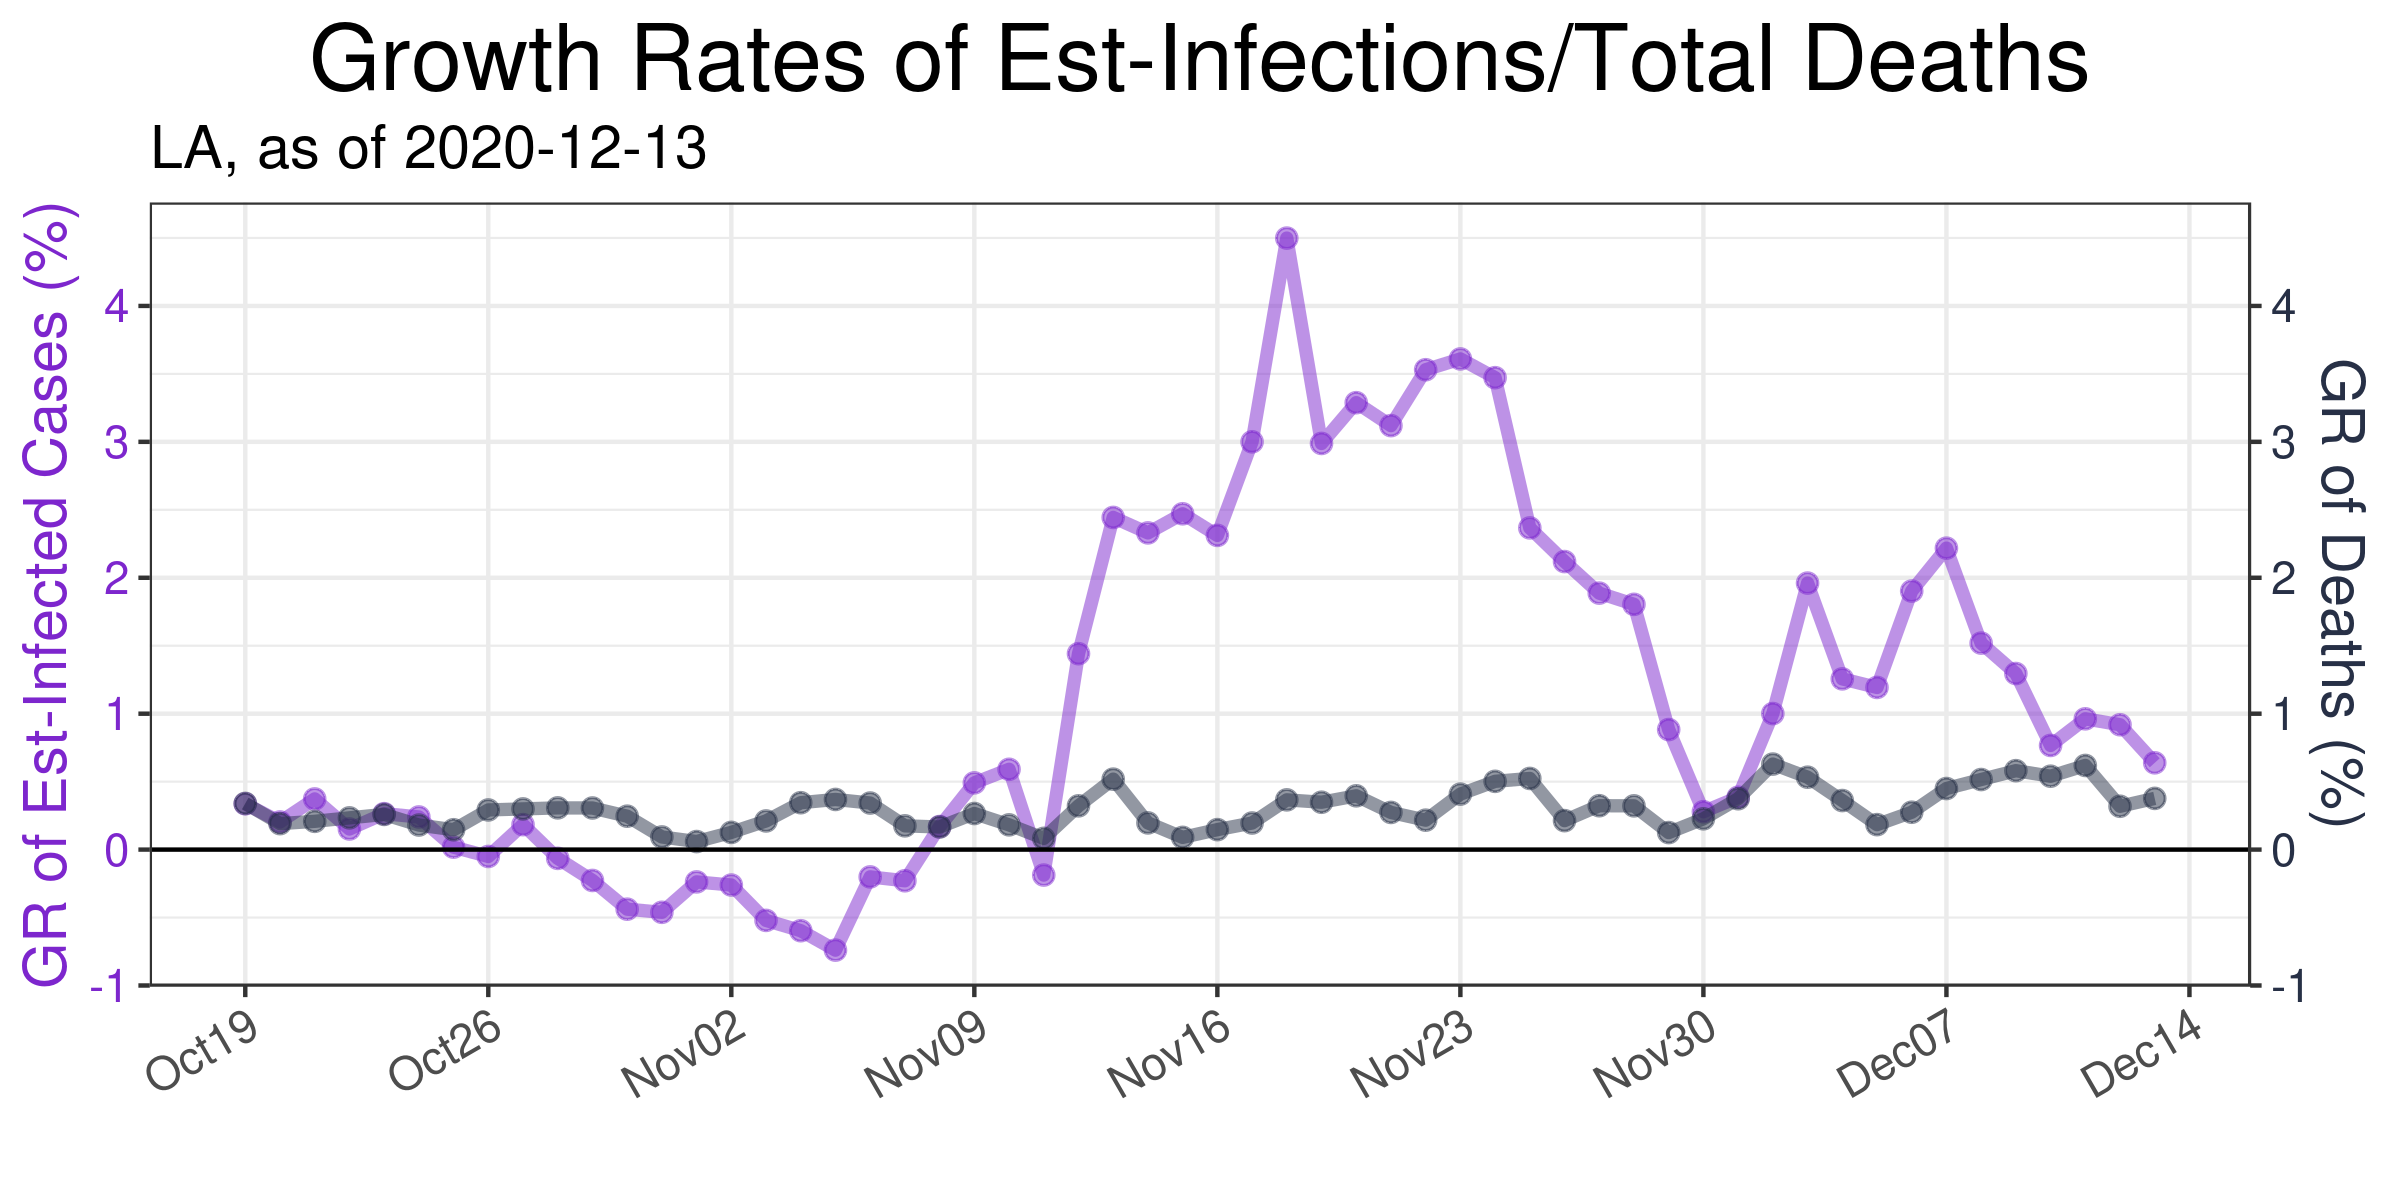 Growth Rates of Est-Infections/Total Deaths
LA, as of 2020-12-13
GR of Est-Infected Cases (%)
4
3
2
1
0
-1
4
3
2
1
0
-1
GR of Deaths (%)
Oct19
Oct26
Nov02
Nov09
Nov16
Nov23
Nov30
Dec07
Dec14